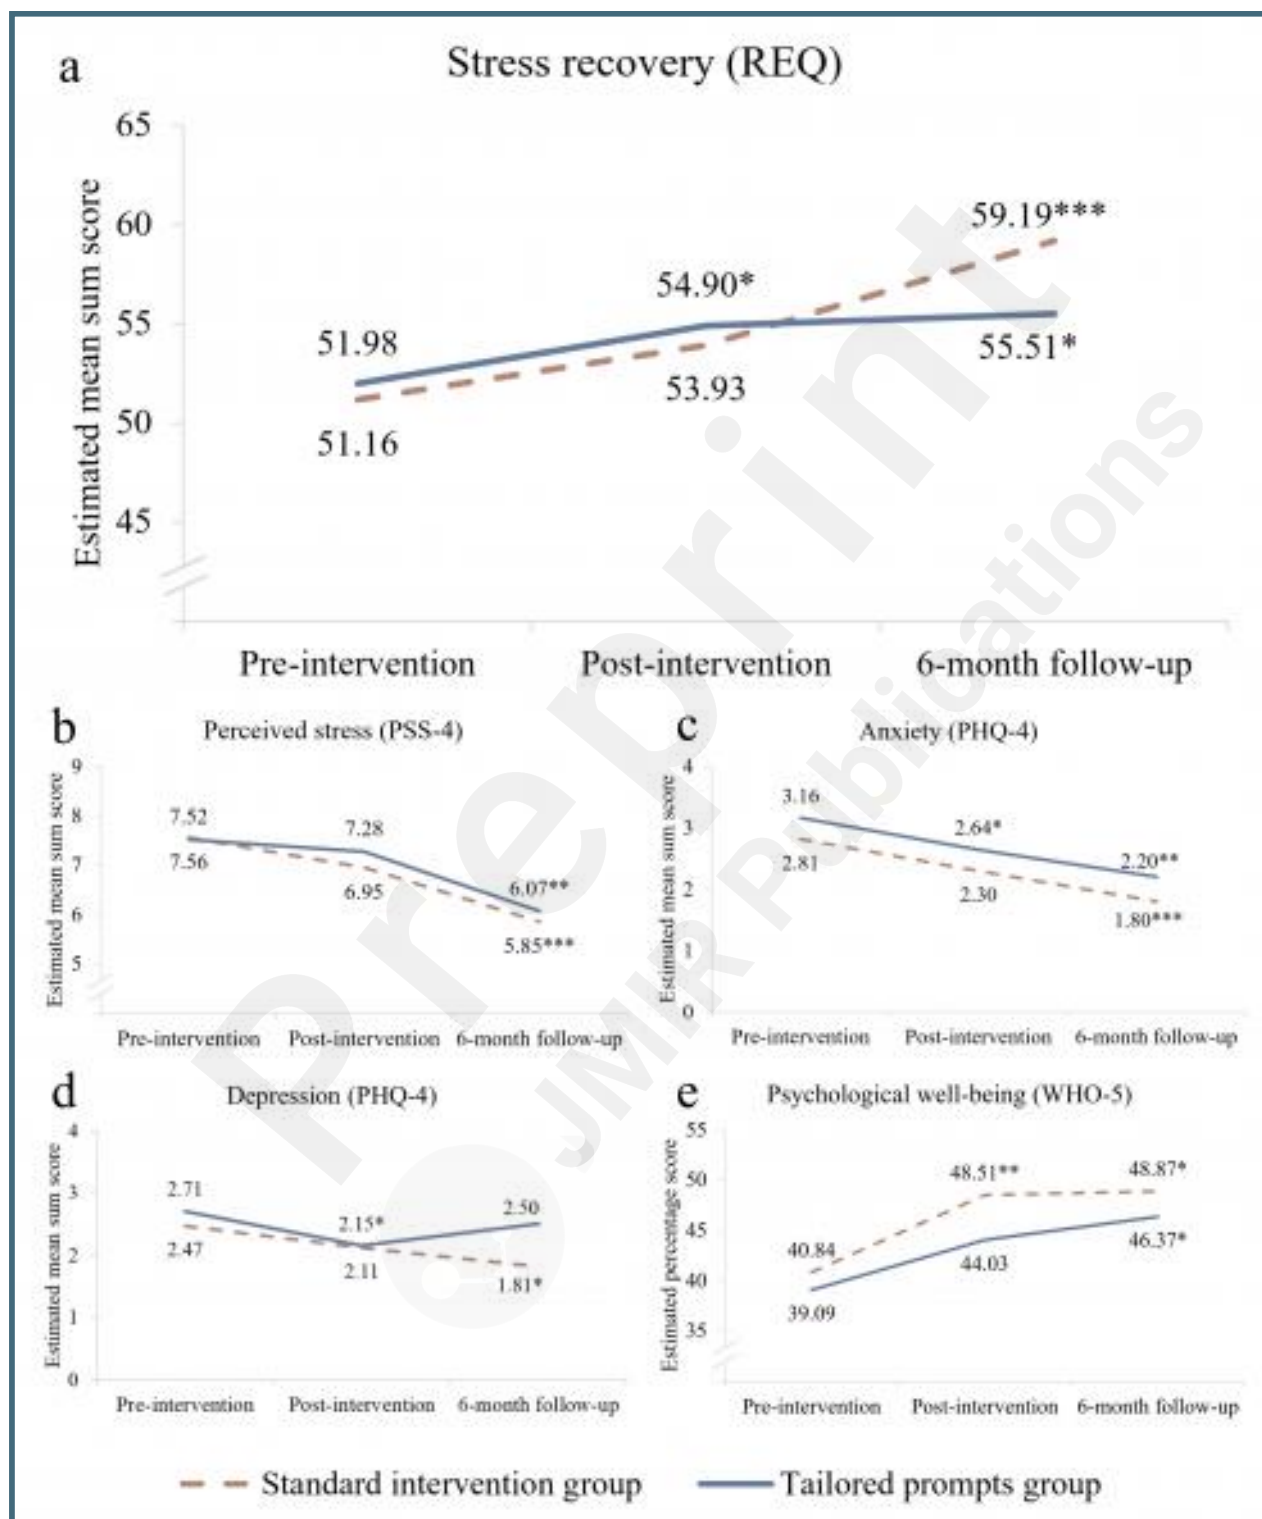 a
Stress recovery (REQ)
Estimated mean sum score
65
60
55
50
45
51.98
51.16
54.90*
53.93
59.19***
55.51*
Pre-intervention Post-intervention 6-month follow-up
b
Perceived stress (PSS-4)
Estimated mean sum score
9
8
7
6
5
7.52
7.56
7.28
6.95
6.07**
5.85***
Pre-intervention Post-intervention 6-month follow-up
c
Anxiety (PHQ-4)
Estimated mean sum score
4
3
2
1
0
3.16
2.81
2.64*
2.30
2.20**
1.80***
Pre-intervention Post-intervention 6-month follow-up
d
Depression (PHQ-4)
Estimated mean sum score
4
3
2
1
0
2.71
2.47
2.15*
2.11
2.50
1.81*
Pre-intervention Post-intervention 6-month follow-up
e
Psychological well-being (WHO-5)
Estimated percentage score
55
50
45
40
35
40.84
39.09
48.51**
44.03
48.87*
46.37*
Pre-intervention Post-intervention 6-month follow-up
Standard intervention group Tailored prompts group
Preprint
JMIR Publications